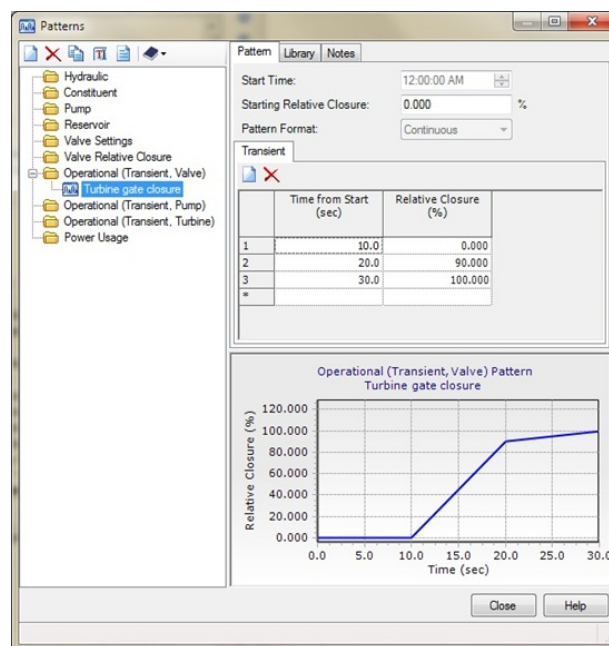 Patterns
Hydraulic
Constituent
Pump
Reservoir
Valve Settings
Valve Relative Closure
Operational (Transient, Valve)
Turbine gate closure
Operational (Transient, Pump)
Operational (Transient, Turbine)
Power Usage
Pattern Library Notes
Start Time: 12:00:00 AM
Starting Relative Closure: 0.000 %
Pattern Format: Continuous
Transient
Time from Start (sec) Relative Closure (%)
1 10.0 0.000
2 20.0 90.000
3 30.0 100.000
*
Operational (Transient, Valve) Pattern
Turbine gate closure
Relative Closure (%)
120.000
100.000
80.000
60.000
40.000
20.000
0.000
0.0 5.0 10.0 15.0 20.0 25.0 30.0
Time (sec)
Close Help